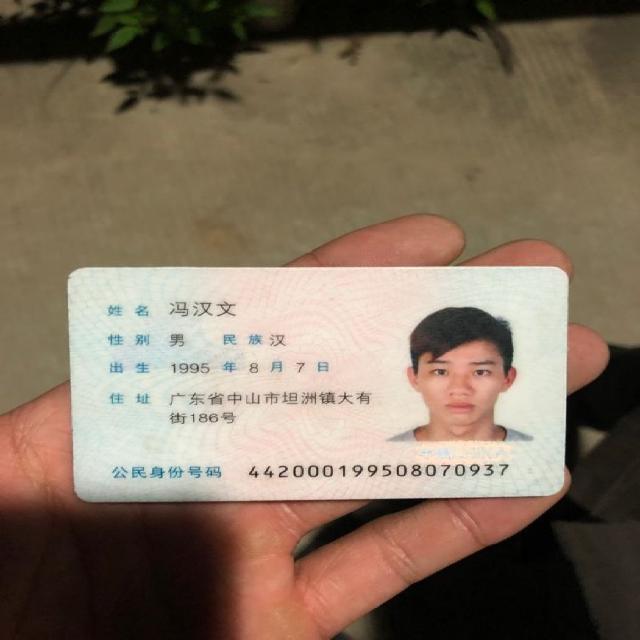 姓名 冯汉文
性别 男 民族 汉
出生 1995 年 8 月 7 日
住址 广东省中山市坦洲镇大有
街186号
公民身份号码 442000199508070937